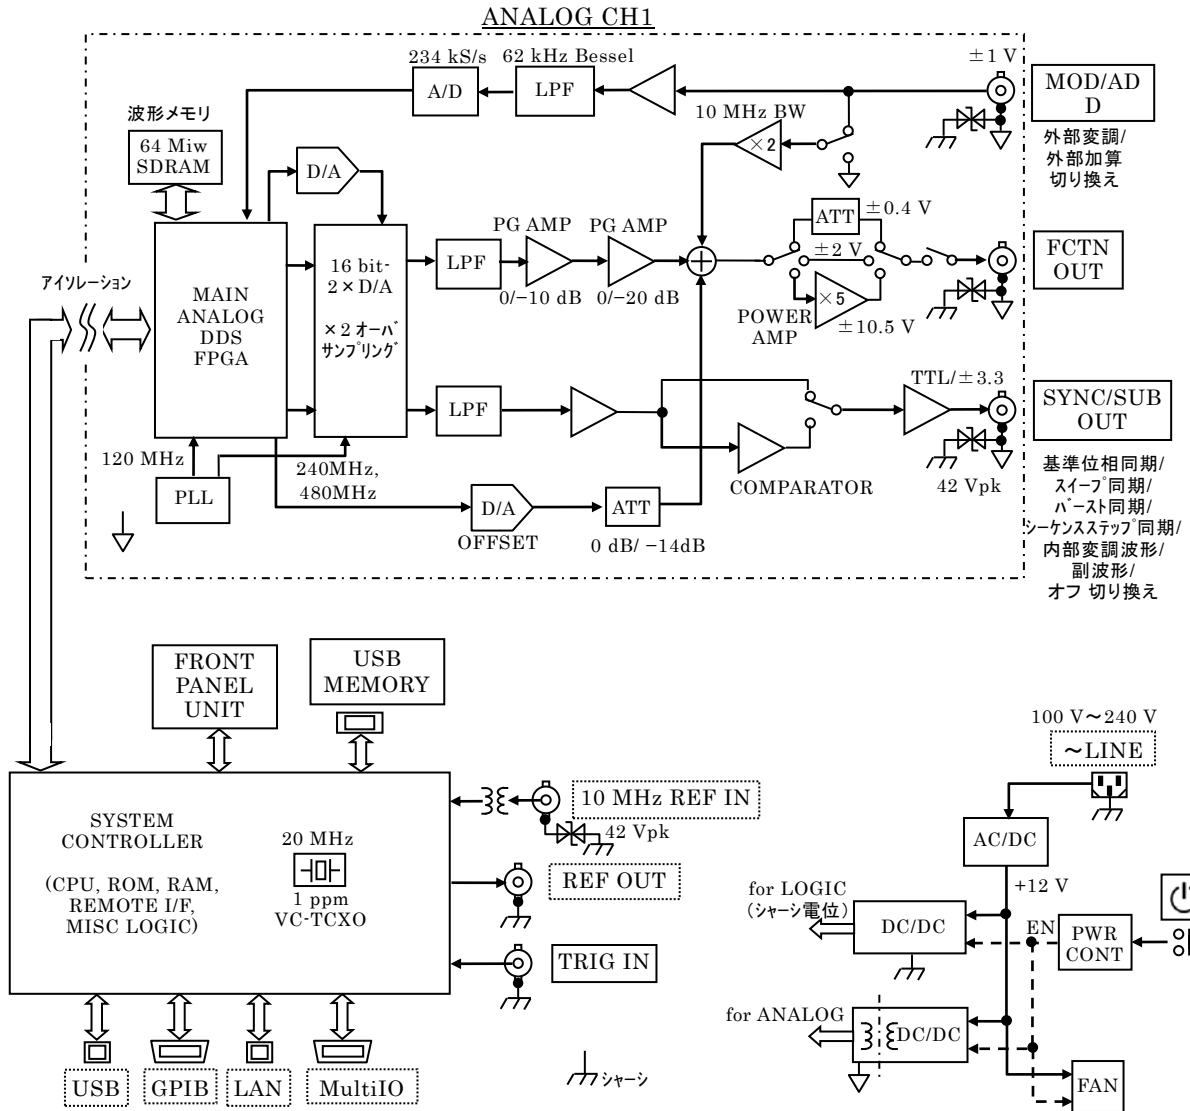 ANALOG CH1
234 kS/s
62 kHz Bessel
±1 V
A/D
LPF
MOD/AD
D
波形メモリ
10 MHz BW
64 Miw
SDRAM
D/A
×2
外部変調/
外部加算
切り換え
ATT
±0.4 V
PG AMP
PG AMP
±2 V
FCTN
OUT
アイソレーション
MAIN
ANALOG
DDS
FPGA
16 bit-
2×D/A
×2 オーバ
サンプリング
LPF
0/−10 dB
0/−20 dB
×5
POWER
AMP
±10.5 V
TTL/±3.3
LPF
SYNC/SUB
OUT
120 MHz
240MHz,
480MHz
COMPARATOR
42 Vpk
PLL
D/A
ATT
OFFSET
0 dB/ −14dB
基準位相同期/
スイープ同期/
バースト同期/
シーケンスステップ同期/
内部変調波形/
副波形/
オフ 切り換え
FRONT
PANEL
UNIT
USB
MEMORY
100 V～240 V
～LINE
SYSTEM
CONTROLLER
(CPU, ROM, RAM,
REMOTE I/F,
MISC LOGIC)
20 MHz
1 ppm
VC-TCXO
10 MHz REF IN
42 Vpk
REF OUT
TRIG IN
AC/DC
+12 V
for LOGIC
(シャーシ電位)
DC/DC
EN
PWR
CONT
for ANALOG
DC/DC
FAN
シャーシ
USB
GPIB
LAN
MultiIO